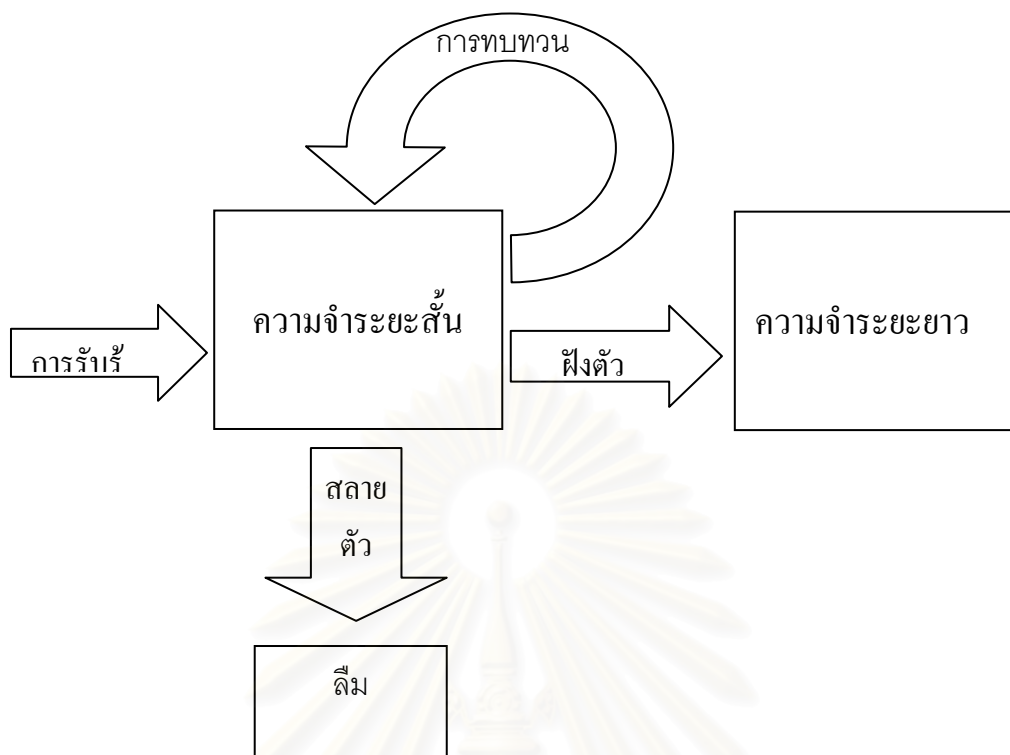 การทบทวน
ความจำระยะสั้น
ความจำระยะยาว
การรับรู้
ฝังตัว
สลาย
ตัว
ลืม